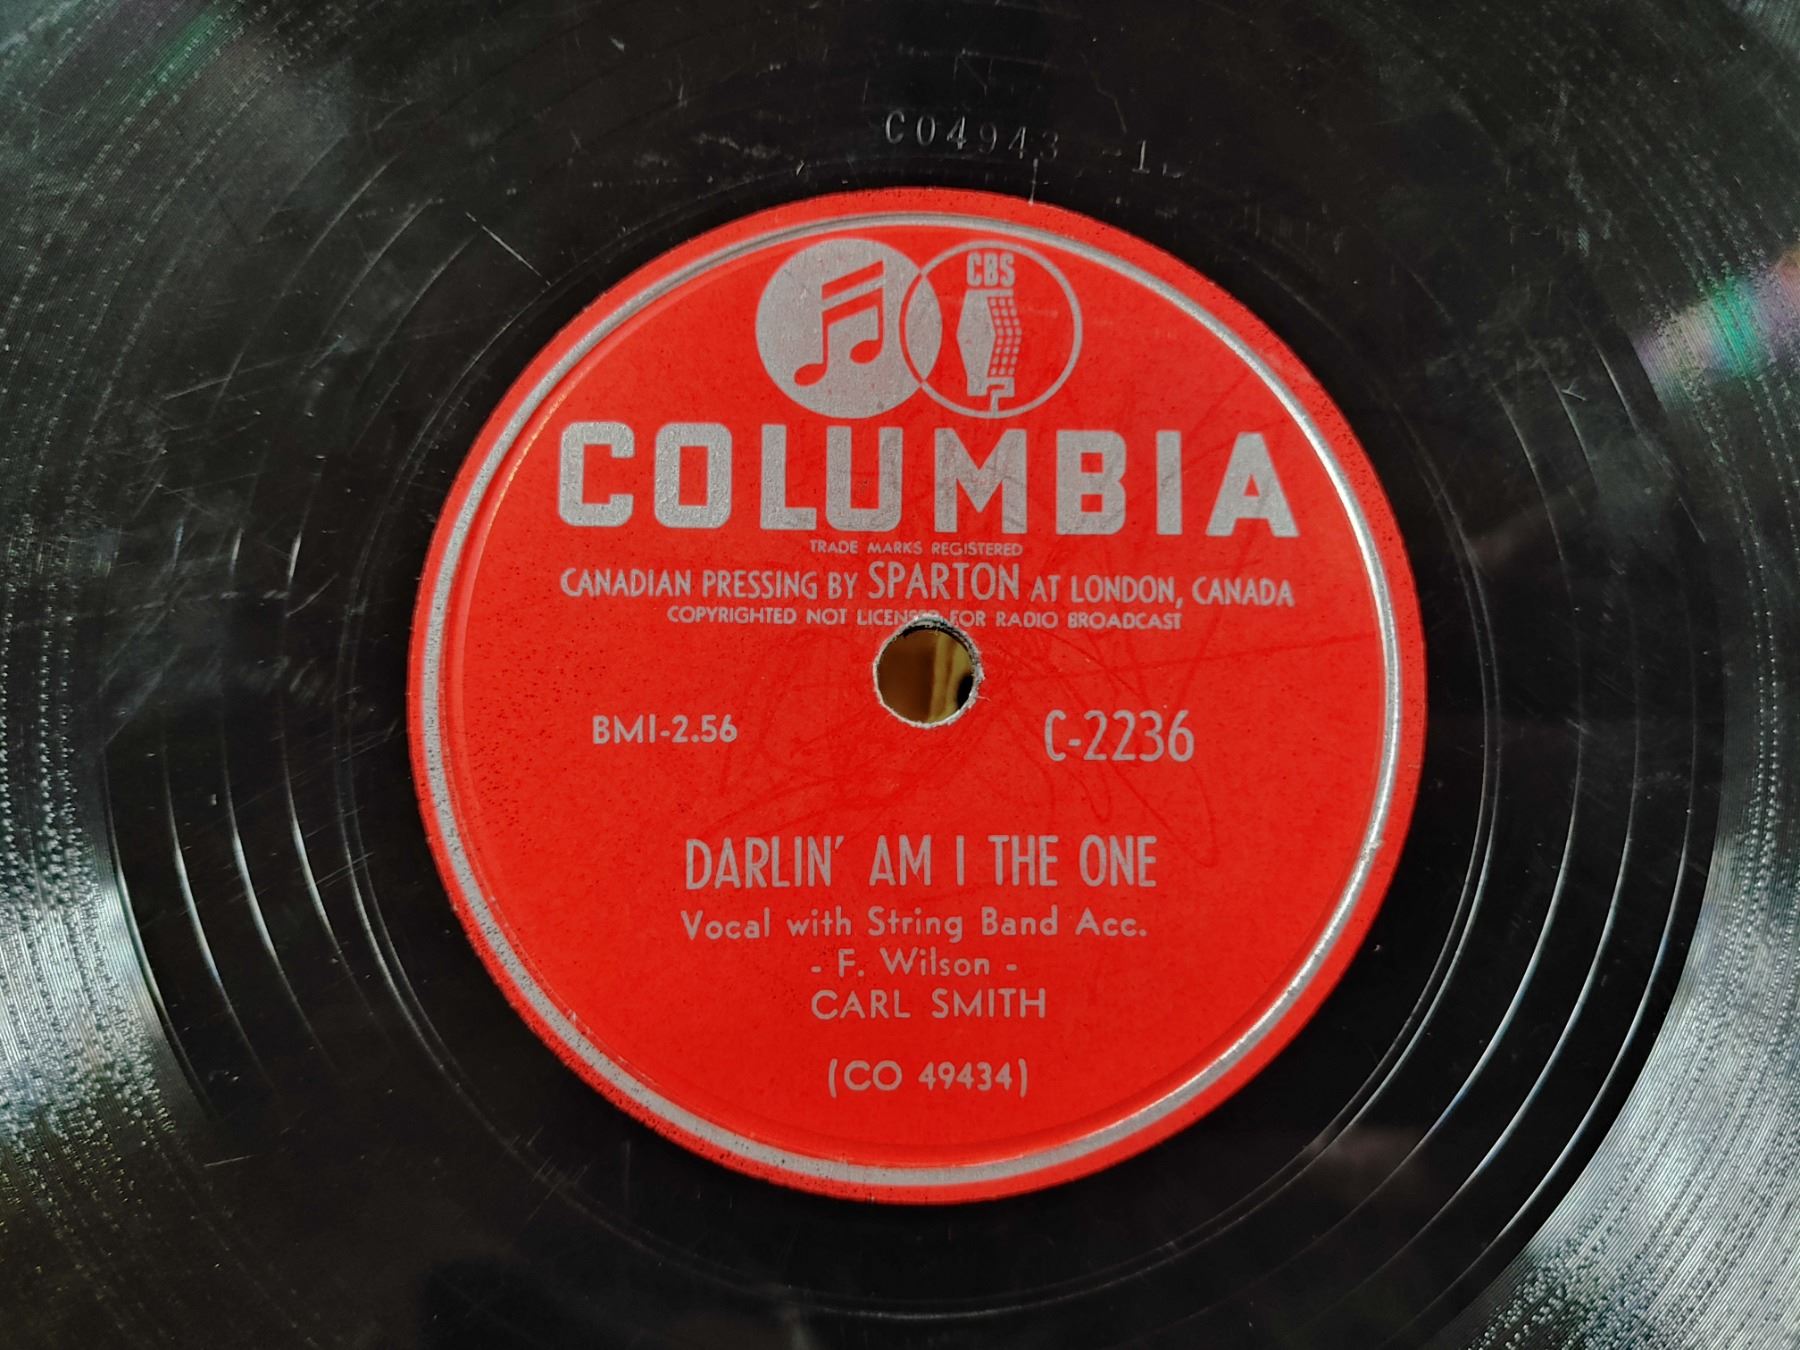 CO4943 -1
CBS
COLUMBIA
TRADE MARKS REGISTERED
CANADIAN PRESSING BY SPARTON AT LONDON, CANADA
COPYRIGHTED NOT LICENSED FOR RADIO BROADCAST
BMI-2.56
C-2236
DARLIN' AM I THE ONE
Vocal with String Band Acc.
- F. Wilson -
CARL SMITH
(CO 49434)